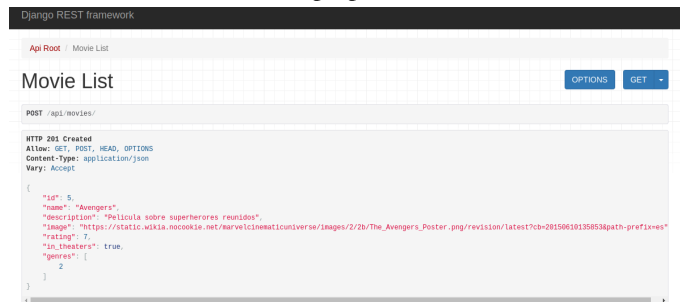 Django REST framework
Api Root / Movie List
Movie List
OPTIONS GET
POST /api/movies/
HTTP 201 Created
Allow: GET, POST, HEAD, OPTIONS
Content-Type: application/json
Vary: Accept
{
"id": 5,
"name": "Avengers",
"description": "Pelicula sobre superherores reunidos",
"image": "https://static.wikia.nocookie.net/marvelcinematicuniverse/images/2/2b/The_Avengers_Poster.png/revision/latest?cb=20150610135853&path-prefix=es"
"rating": 7,
"in_theaters": true,
"genres": [
2
]
}